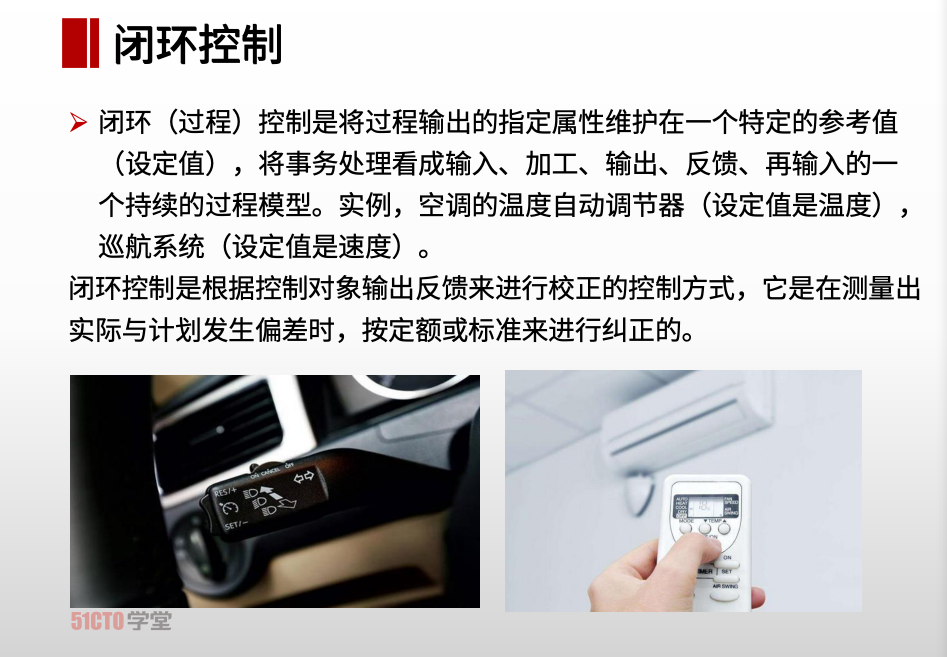 闭环控制
➢ 闭环（过程）控制是将过程输出的指定属性维护在一个特定的参考值
（设定值），将事务处理看成输入、加工、输出、反馈、再输入的一
个持续的过程模型。实例，空调的温度自动调节器（设定值是温度），
巡航系统（设定值是速度）。
闭环控制是根据控制对象输出反馈来进行校正的控制方式，它是在测量出
实际与计划发生偏差时，按定额或标准来进行纠正的。
ON CANCEL OFF
RES/+
SET/-
AUTO
HEAT
COOL
DRY
FAN
SPEED
AIR
SWING
MODE ▼TEMP▲
ON
SET
AIR SWING
51CTO学堂